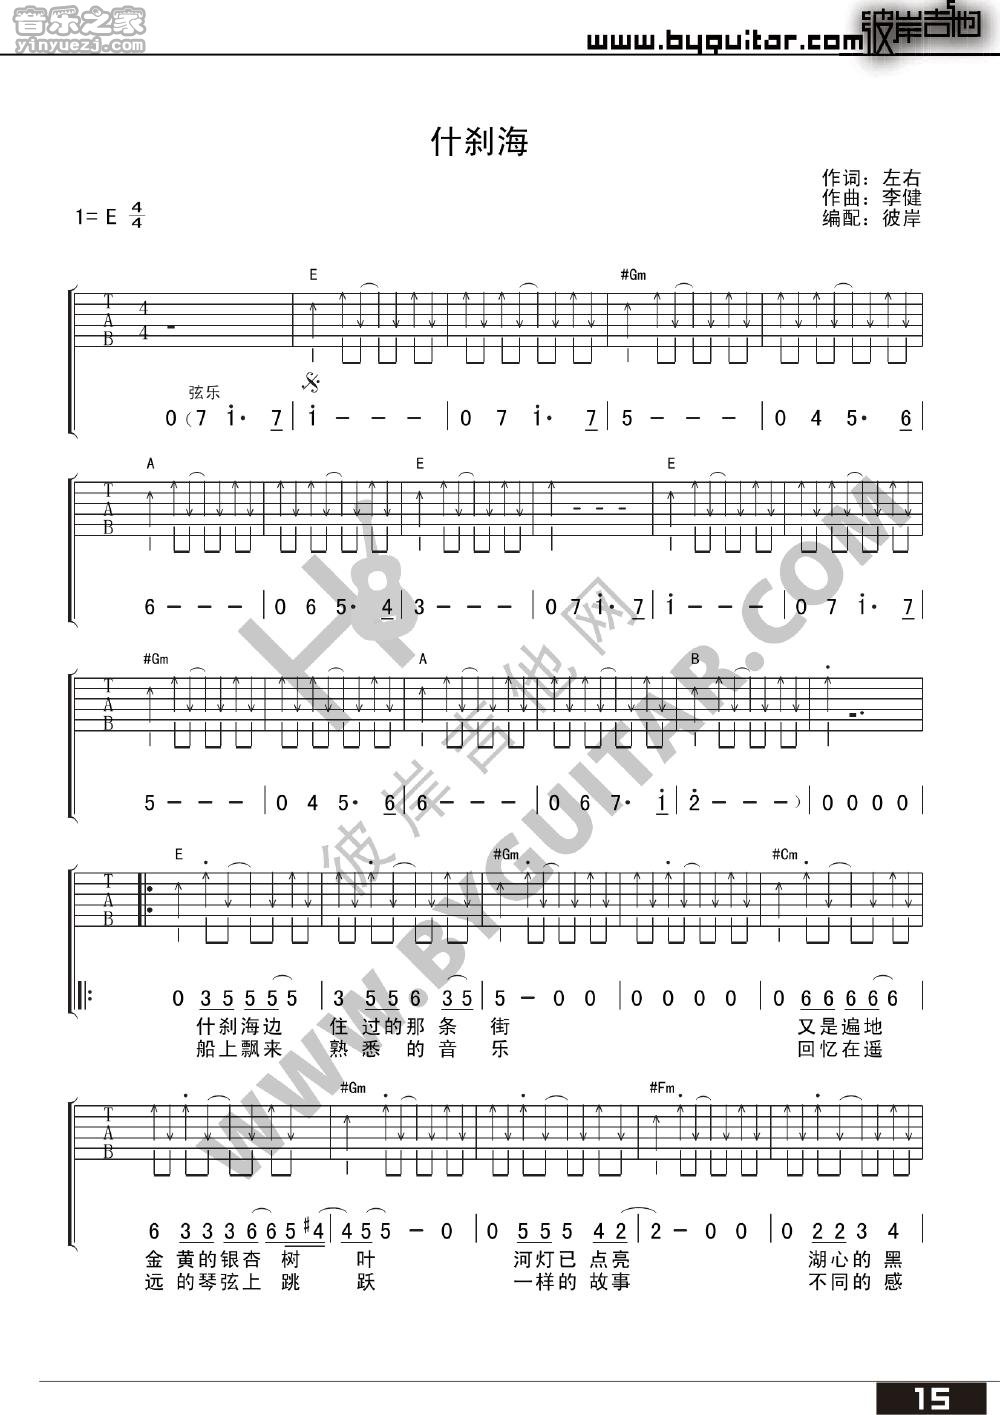 音乐之家
yinyuezj.com
www.byguitar.com
彼岸吉他
什刹海
作词：左右
作曲：李健
编配：彼岸
1= E 4/4
E #Gm
T A B 4 4
弦乐
0（7 i· 7 | i - - - | 0 7 i· 7 | 5 - - - | 0 4 5· 6
A E E
T A B
6 - - - | 0 6 5· 4 | 3 - - - | 0 7 i· 7 | i - - - | 0 7 i· 7
#Gm A B
T A B
5 - - - | 0 4 5· 6 | 6 - - - | 0 6 7· i | 2 - - - ）| 0 0 0 0
E #Gm #Cm
T A B
0 3 5 5 5 5 5 | 3 5 5 6 3 5 | 5 - 0 0 | 0 0 0 0 | 0 6 6 6 6 6
什刹海边 住 过的那 条 街 又是遍地
船上飘来 熟 悉 的 音 乐 回忆在遥
#Gm #Fm
T A B
6 3 3 3 6 6 5 #4 | 4 5 5 - 0 | 0 5 5 5 4 2 | 2 - 0 0 | 0 2 2 3 4
金 黄的银杏 树 叶 河灯已 点亮 湖心的 黑
远 的琴弦上 跳 跃 一样的 故事 不同的 感
彼岸吉他网
WWW.BYGUITAR.COM
15